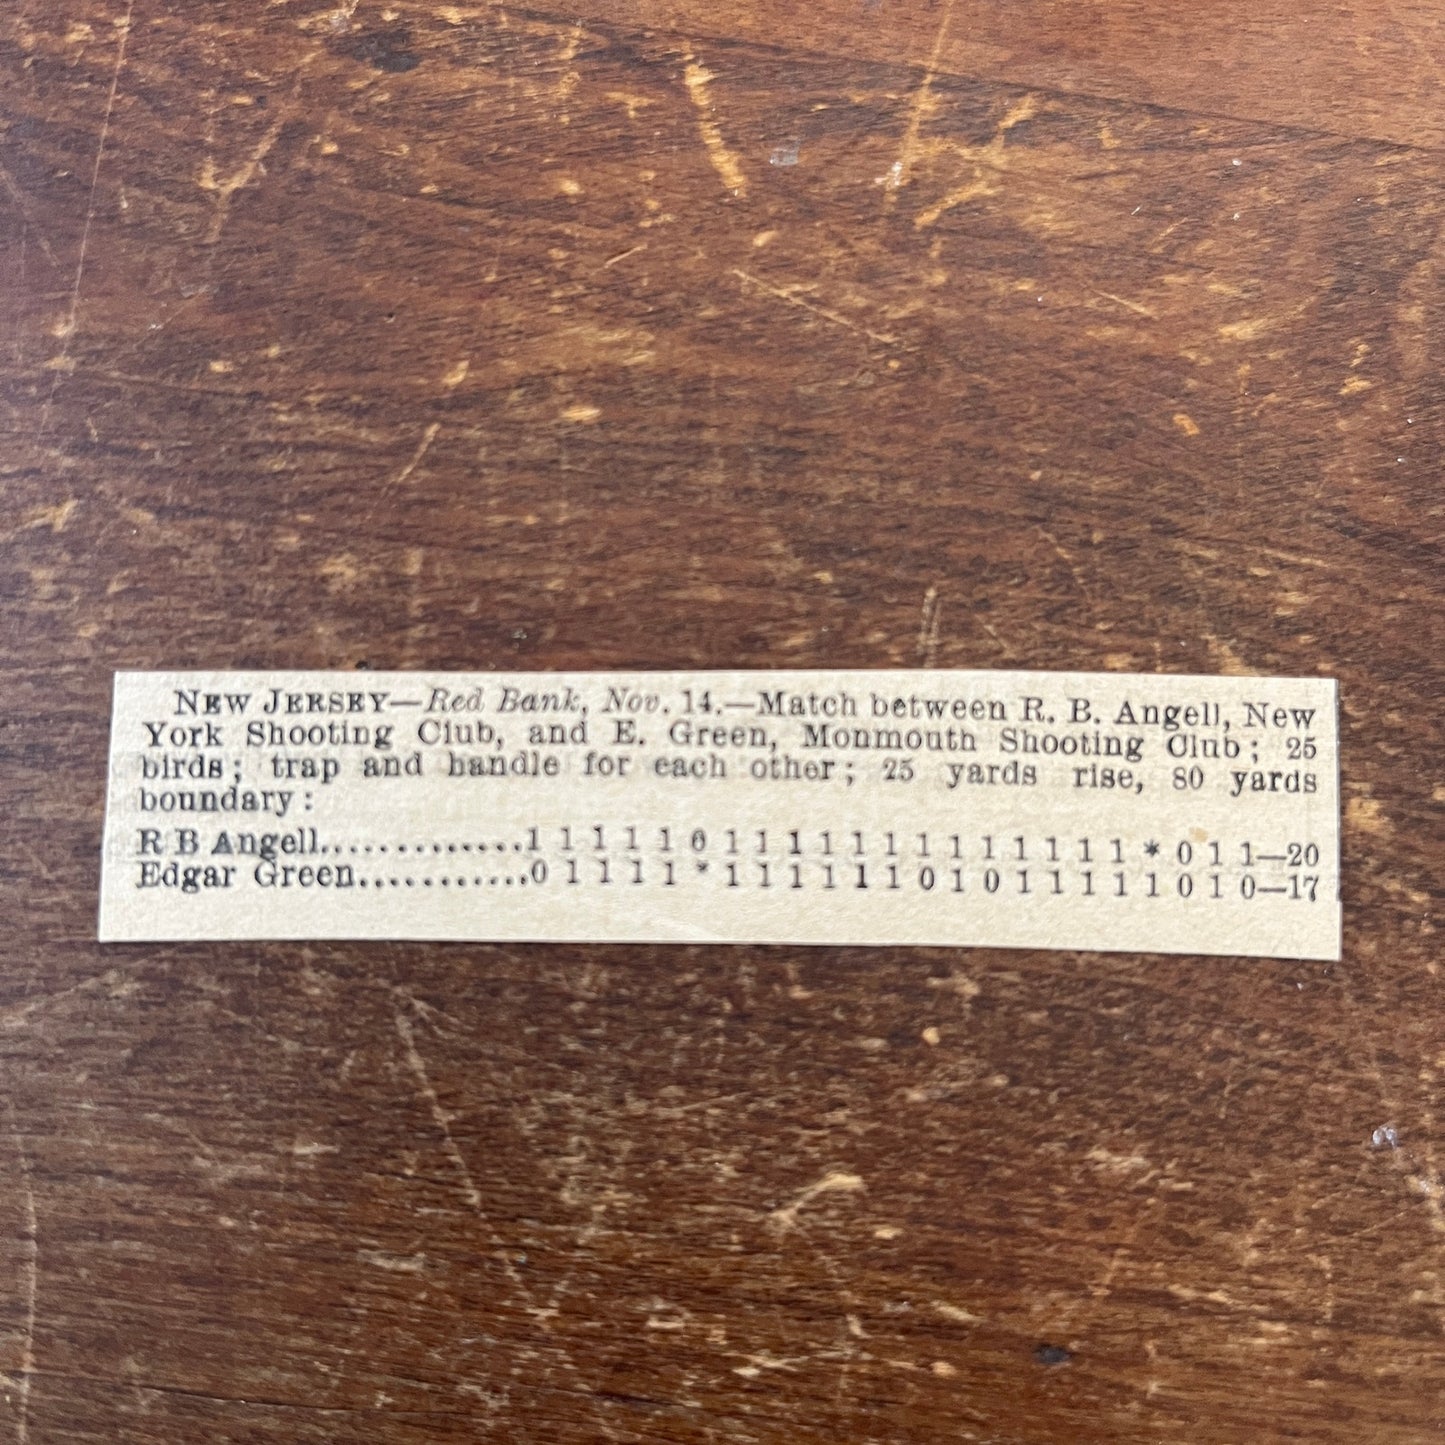 NEW JERSEY—Red Bank, Nov. 14.—Match between R. B. Angell, New
York Shooting Club, and E. Green, Monmouth Shooting Club; 25
birds; trap and handle for each other; 25 yards rise, 80 yards
boundary:
R B Angell..............1 1 1 1 1 0 1 1 1 1 1 1 1 1 1 1 1 1 1 * 0 1 1—20
Edgar Green............0 1 1 1 1 * 1 1 1 1 1 1 0 1 0 1 1 1 1 1 0 1 0—17